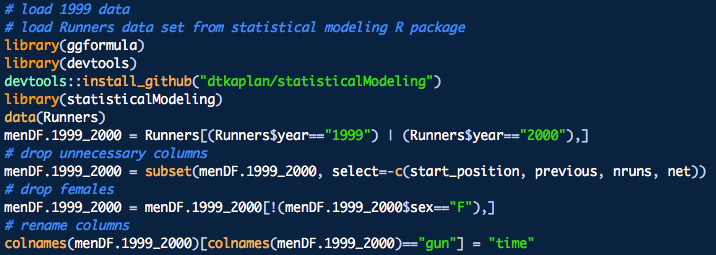 # load 1999 data
# load Runners data set from statistical modeling R package
library(ggformula)
library(devtools)
devtools::install_github("dtkaplan/statisticalModeling")
library(statisticalModeling)
data(Runners)
menDF.1999_2000 = Runners[(Runners$year=="1999") | (Runners$year=="2000"),]
# drop unnecessary columns
menDF.1999_2000 = subset(menDF.1999_2000, select=-c(start_position, previous, nruns, net))
# drop females
menDF.1999_2000 = menDF.1999_2000[!(menDF.1999_2000$sex=="F"),]
# rename columns
colnames(menDF.1999_2000)[colnames(menDF.1999_2000)=="gun"] = "time"